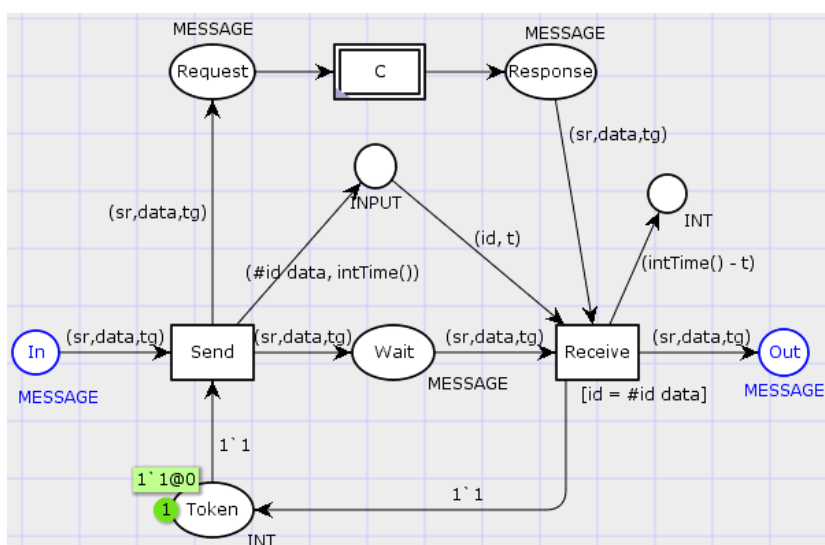 MESSAGE
MESSAGE
Request
C
Response
(sr,data,tg)
INPUT
(sr,data,tg)
INT
(id, t)
(#id data, intTime())
(intTime() - t)
(sr,data,tg)
(sr,data,tg)
(sr,data,tg)
(sr,data,tg)
In
Send
Wait
Receive
Out
MESSAGE
MESSAGE
[id = #id data]
MESSAGE
1`1
1`1@0
1`1
1
Token
INT